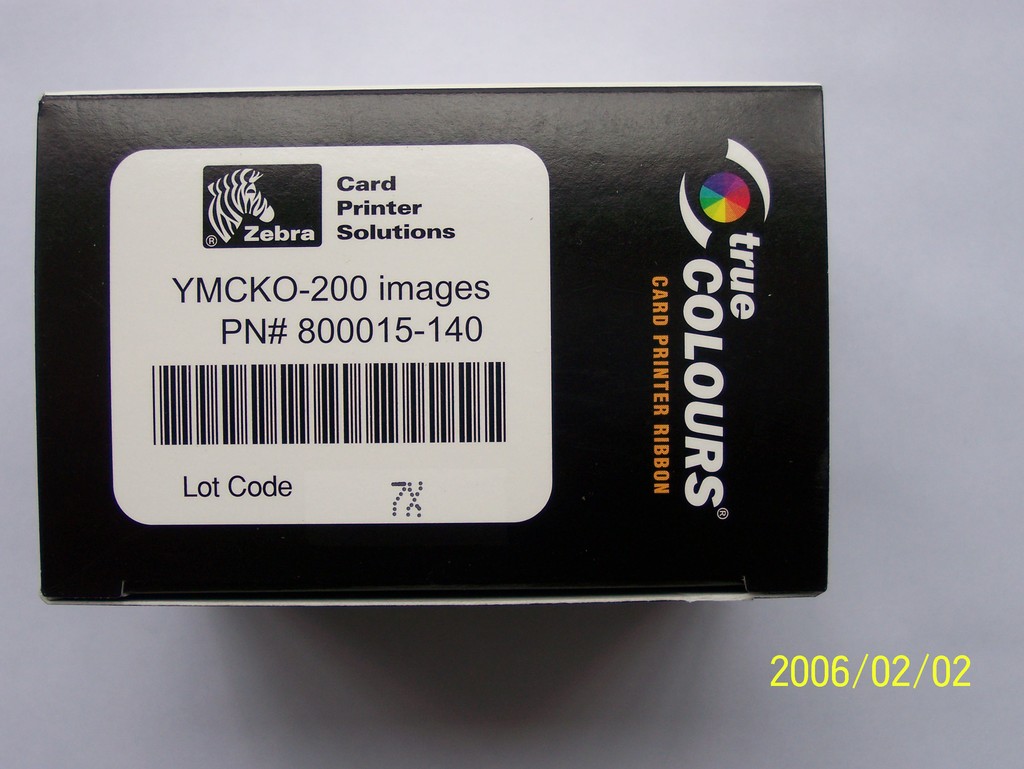 Zebra®
Card
Printer
Solutions
YMCKO-200 images
PN# 800015-140
Lot Code
7X
true
COLOURS®
CARD PRINTER RIBBON
2006/02/02